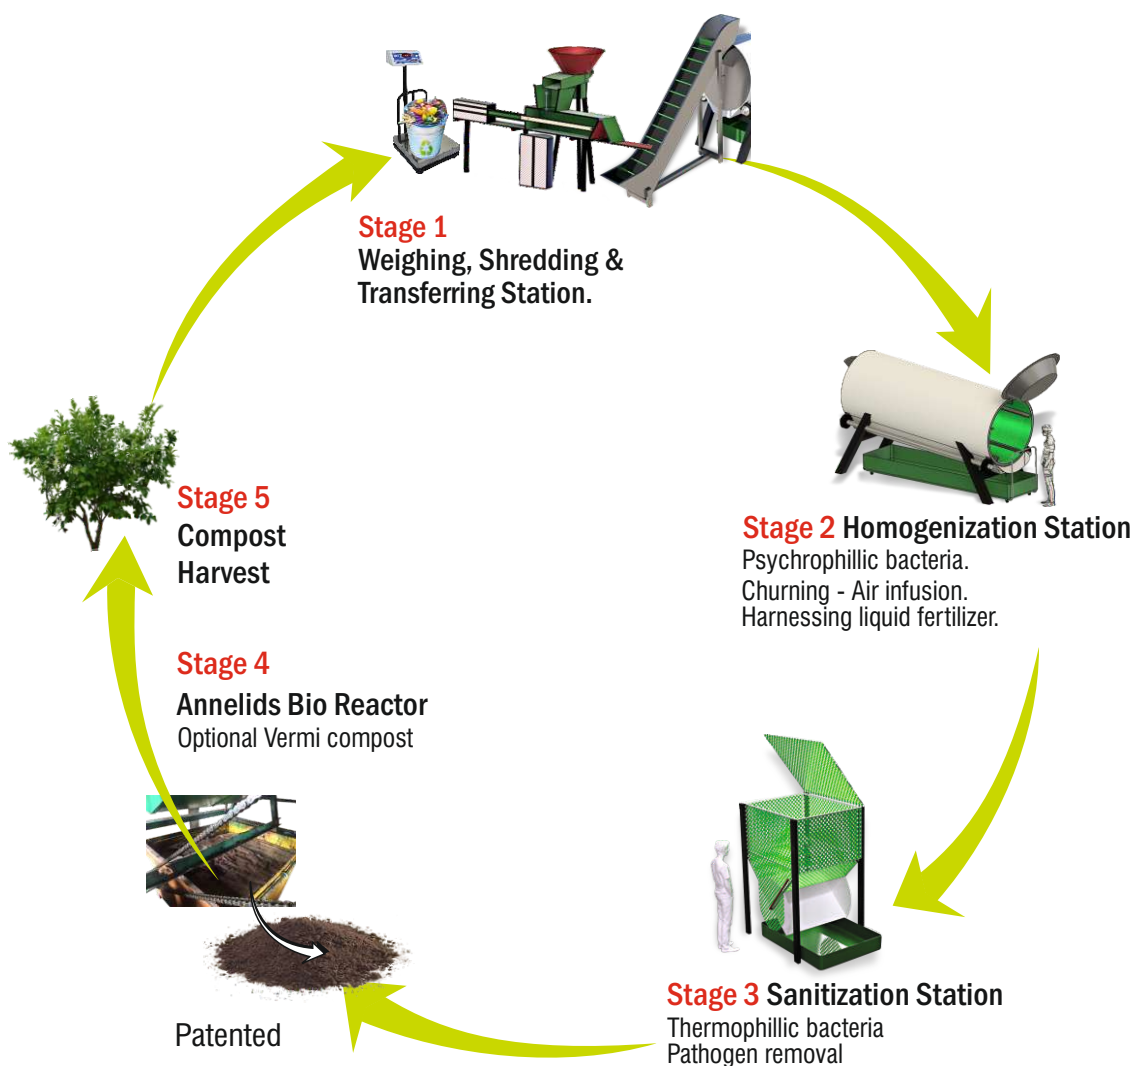 Stage 1
Weighing, Shredding &
Transferring Station.
Stage 2 Homogenization Station
Psychrophillic bacteria.
Churning - Air infusion.
Harnessing liquid fertilizer.
Stage 3 Sanitization Station
Thermophillic bacteria
Pathogen removal
Stage 4
Annelids Bio Reactor
Optional Vermi compost
Patented
Stage 5
Compost
Harvest